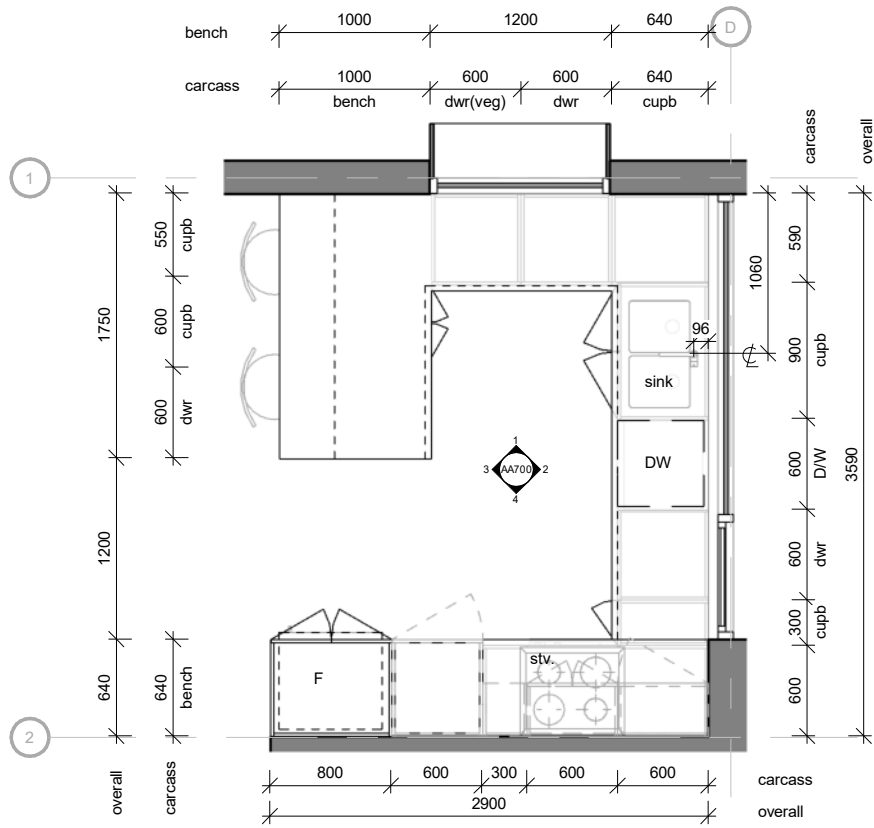 bench 1000 1200 640 D
carcass 1000 600 600 640
bench dwr(veg) dwr cupb
carcass overall
1
550 cupb
590
1060
1750
600 cupb
96
900 cupb
sink
℄
600 dwr
1
3 AA700 2
4
DW
600 D/W
3590
1200
600 dwr
300 cupb
stv.
F
640
640 bench
600
2
overall carcass
800 600 300 600 600 carcass
2900 overall